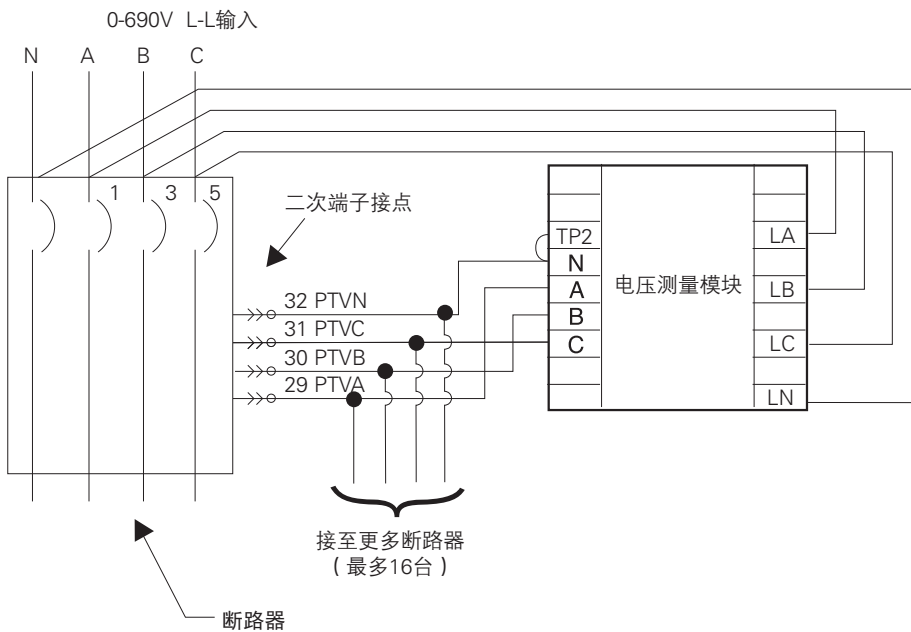 0-690V L-L输入
N A B C
1 3 5
二次端子接点
TP2
N
A
B
C
电压测量模块
LA
LB
LC
LN
32 PTVN
31 PTVC
30 PTVB
29 PTVA
接至更多断路器
(最多16台)
断路器